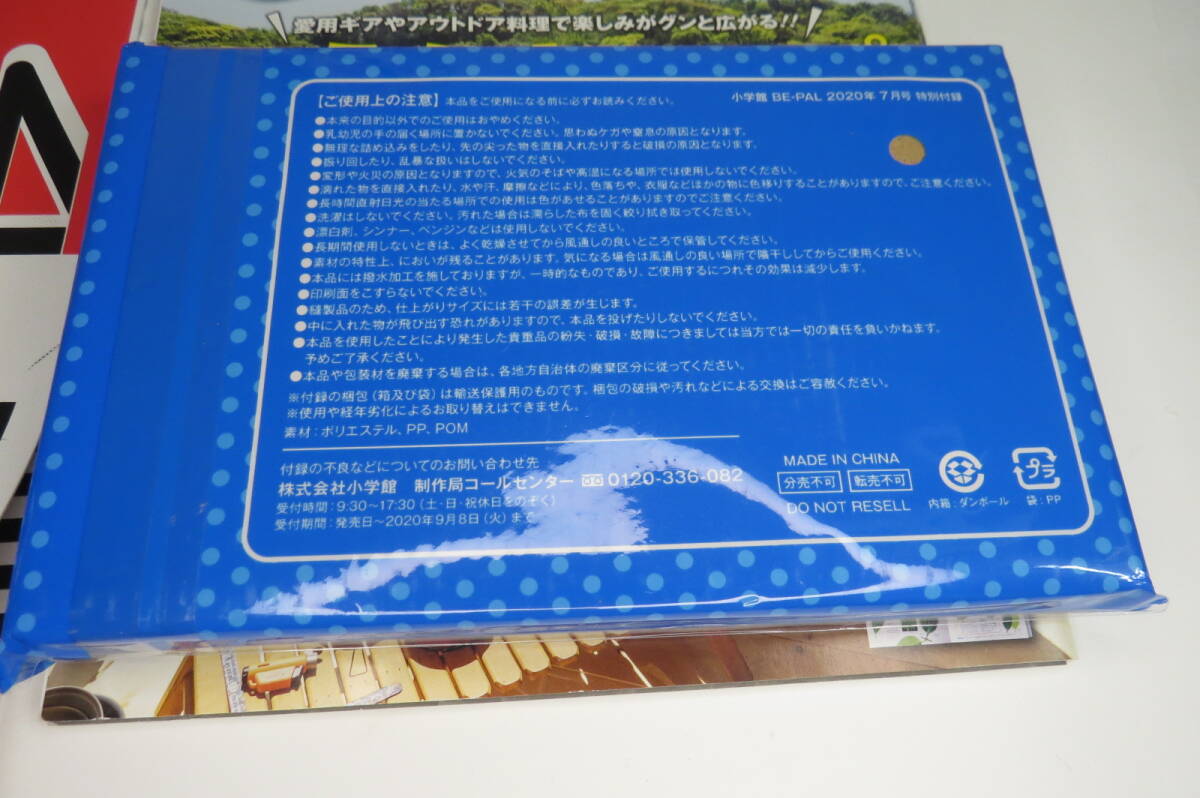 愛用ギアやアウトドア料理で楽しみがグンと広がる!!
【ご使用上の注意】本品をご使用になる前に必ずお読みください。
小学館 BE-PAL 2020年 7月号 特別付録
●本来の目的以外でのご使用はおやめください。
●乳幼児の手の届く場所に置かないでください。思わぬケガや窒息の原因となります。
●無理な詰め込みをしたり、先の尖った物を直接入れたりすると破損の原因となります。
●振り回したり、乱暴な扱いはしないでください。
●変形や火災の原因となりますので、火気のそばや高温になる場所では使用しないでください。
●濡れた物を直接入れたり、水や汗、摩擦などにより、色落ちや、衣服などほかの物に色移りすることがありますので、ご注意ください。
●長時間直射日光の当たる場所での使用は色があせることがありますのでご注意ください。
●洗濯はしないでください。汚れた場合は濡らした布を固く絞り拭き取ってください。
●漂白剤、シンナー、ベンジンなどは使用しないでください。
●長期間使用しないときは、よく乾燥させてから風通しの良いところで保管してください。
●素材の特性上、においが残ることがあります。気になる場合は風通しの良い場所で陰干ししてからご使用ください。
●本品には撥水加工を施しておりますが、一時的なものであり、ご使用するにつれその効果は減少します。
●印刷面をこすらないでください。
●縫製品のため、仕上がりサイズには若干の誤差が生じます。
●中に入れた物が飛び出す恐れがありますので、本品を投げたりしないでください。
●本品を使用したことにより発生した貴重品の紛失・破損・故障につきましては当方では一切の責任を負いかねます。
予めご了承ください。
●本品や包装材を廃棄する場合は、各地方自治体の廃棄区分に従ってください。
※付録の梱包（箱及び袋）は輸送保護用のものです。梱包の破損や汚れなどによる交換はご容赦ください。
※使用や経年劣化によるお取り替えはできません。
素材：ポリエステル、PP、POM
付録の不良などについてのお問い合わせ先
株式会社小学館 制作局コールセンター 0120-336-082
受付時間：9:30～17:30（土・日・祝休日をのぞく）
受付期間：発売日～2020年9月8日（火）まで
MADE IN CHINA
分売不可 転売不可
DO NOT RESELL
内箱：ダンボール
プラ
袋：PP